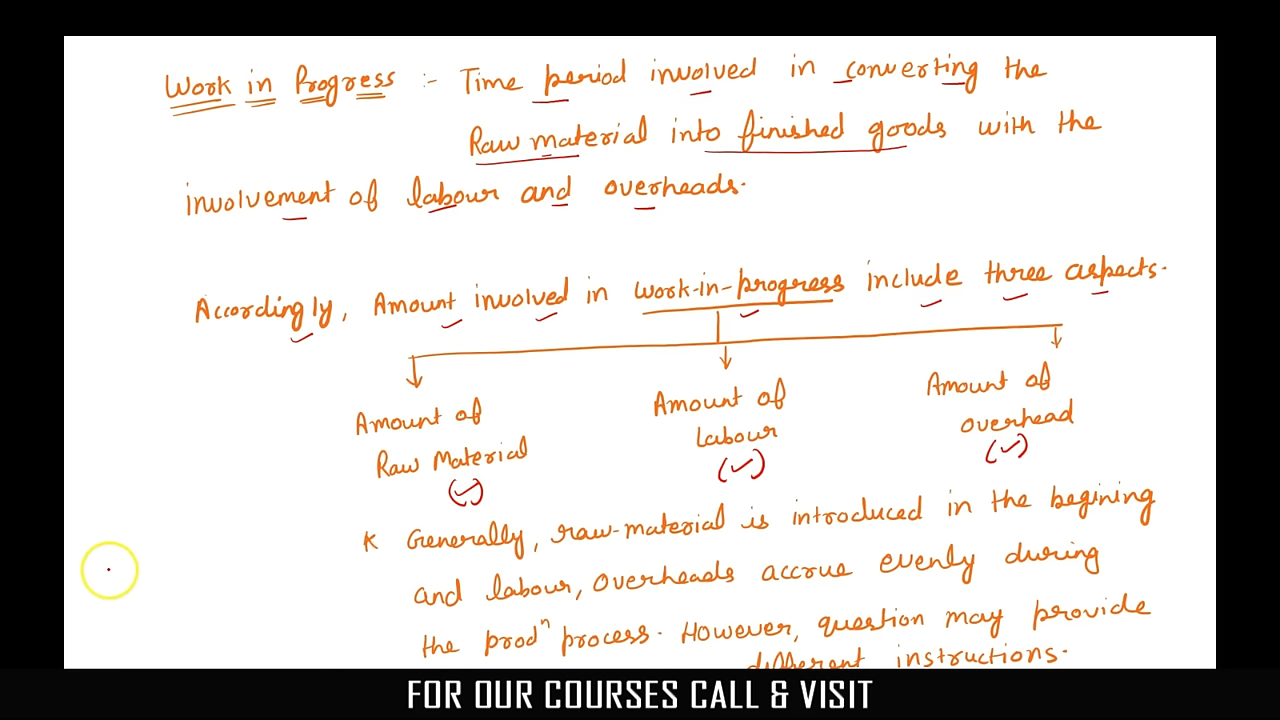 Work in Progress :- Time period involved in converting the
Raw material into finished goods with the
involvement of labour and overheads.
Accordingly, Amount involved in work-in-progress include three aspects.
Amount of
Raw Material
(✓)
Amount of
Labour
(✓)
Amount of
overhead
(✓)
* Generally, raw-material is introduced in the begining
and labour, overheads accrue evenly during
the prodⁿ process. However, question may provide
different instructions.
FOR OUR COURSES CALL & VISIT